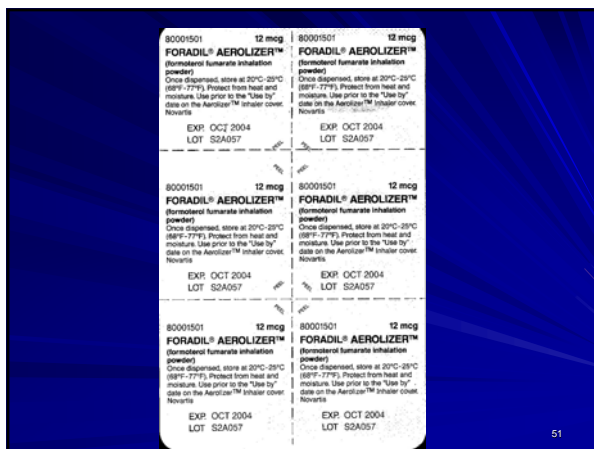 80001501 12 mcg
FORADIL® AEROLIZER™
(formoterol fumarate inhalation
powder)
Once dispensed, store at 20°C-25°C
(68°F-77°F). Protect from heat and
moisture. Use prior to the "Use by"
date on the Aerolizer™ Inhaler cover.
Novartis
EXP. OCT 2004
LOT S2A057
PEEL
80001501 12 mcg
FORADIL® AEROLIZER™
(formoterol fumarate inhalation
powder)
Once dispensed, store at 20°C-25°C
(68°F-77°F). Protect from heat and
moisture. Use prior to the "Use by"
date on the Aerolizer™ Inhaler cover.
Novartis
EXP. OCT 2004
LOT S2A057
PEEL
PEEL
80001501 12 mcg
FORADIL® AEROLIZER™
(formoterol fumarate inhalation
powder)
Once dispensed, store at 20°C-25°C
(68°F-77°F). Protect from heat and
moisture. Use prior to the "Use by"
date on the Aerolizer™ Inhaler cover.
Novartis
EXP. OCT 2004
LOT S2A057
PEEL
PEEL
80001501 12 mcg
FORADIL® AEROLIZER™
(formoterol fumarate inhalation
powder)
Once dispensed, store at 20°C-25°C
(68°F-77°F). Protect from heat and
moisture. Use prior to the "Use by"
date on the Aerolizer™ Inhaler cover.
Novartis
EXP. OCT 2004
LOT S2A057
PEEL
PEEL
80001501 12 mcg
FORADIL® AEROLIZER™
(formoterol fumarate inhalation
powder)
Once dispensed, store at 20°C-25°C
(68°F-77°F). Protect from heat and
moisture. Use prior to the "Use by"
date on the Aerolizer™ Inhaler cover.
Novartis
EXP. OCT 2004
LOT S2A057
80001501 12 mcg
FORADIL® AEROLIZER™
(formoterol fumarate inhalation
powder)
Once dispensed, store at 20°C-25°C
(68°F-77°F). Protect from heat and
moisture. Use prior to the "Use by"
date on the Aerolizer™ Inhaler cover.
Novartis
EXP. OCT 2004
LOT S2A057
PEEL
51